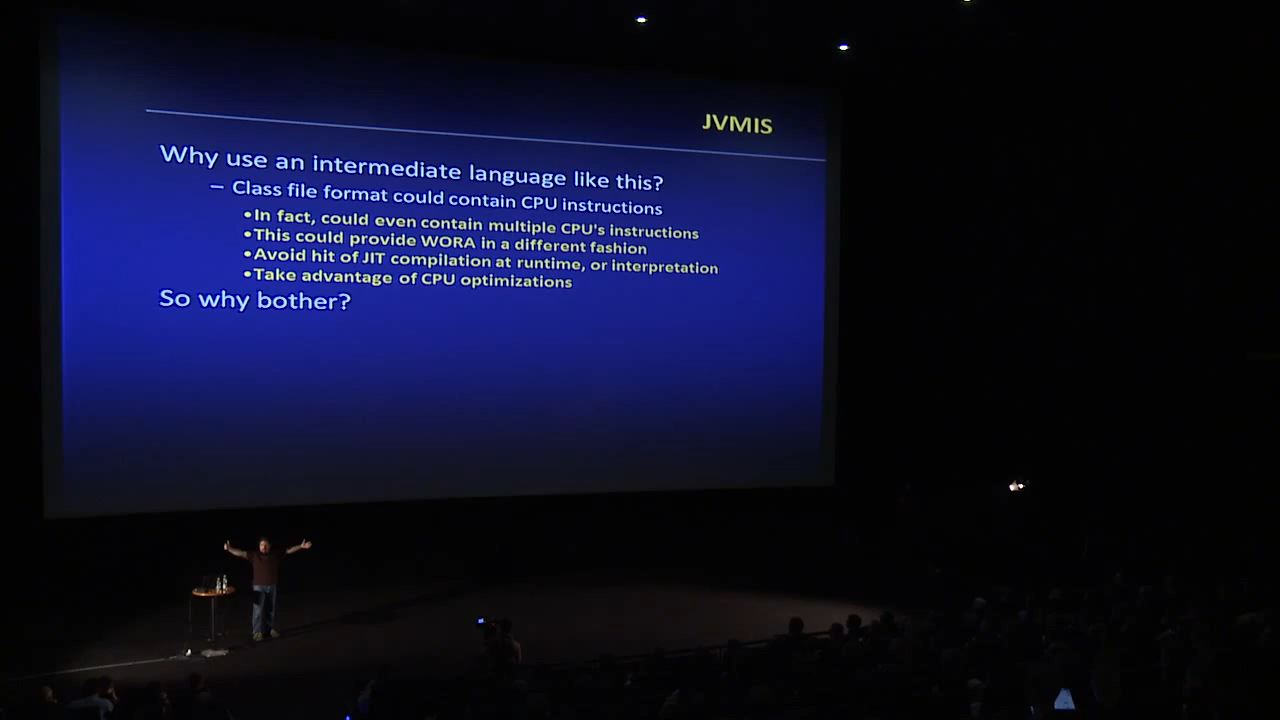 JVMIS
Why use an intermediate language like this?
– Class file format could contain CPU instructions
•In fact, could even contain multiple CPU's instructions
•This could provide WORA in a different fashion
•Avoid hit of JIT compilation at runtime, or interpretation
•Take advantage of CPU optimizations
So why bother?